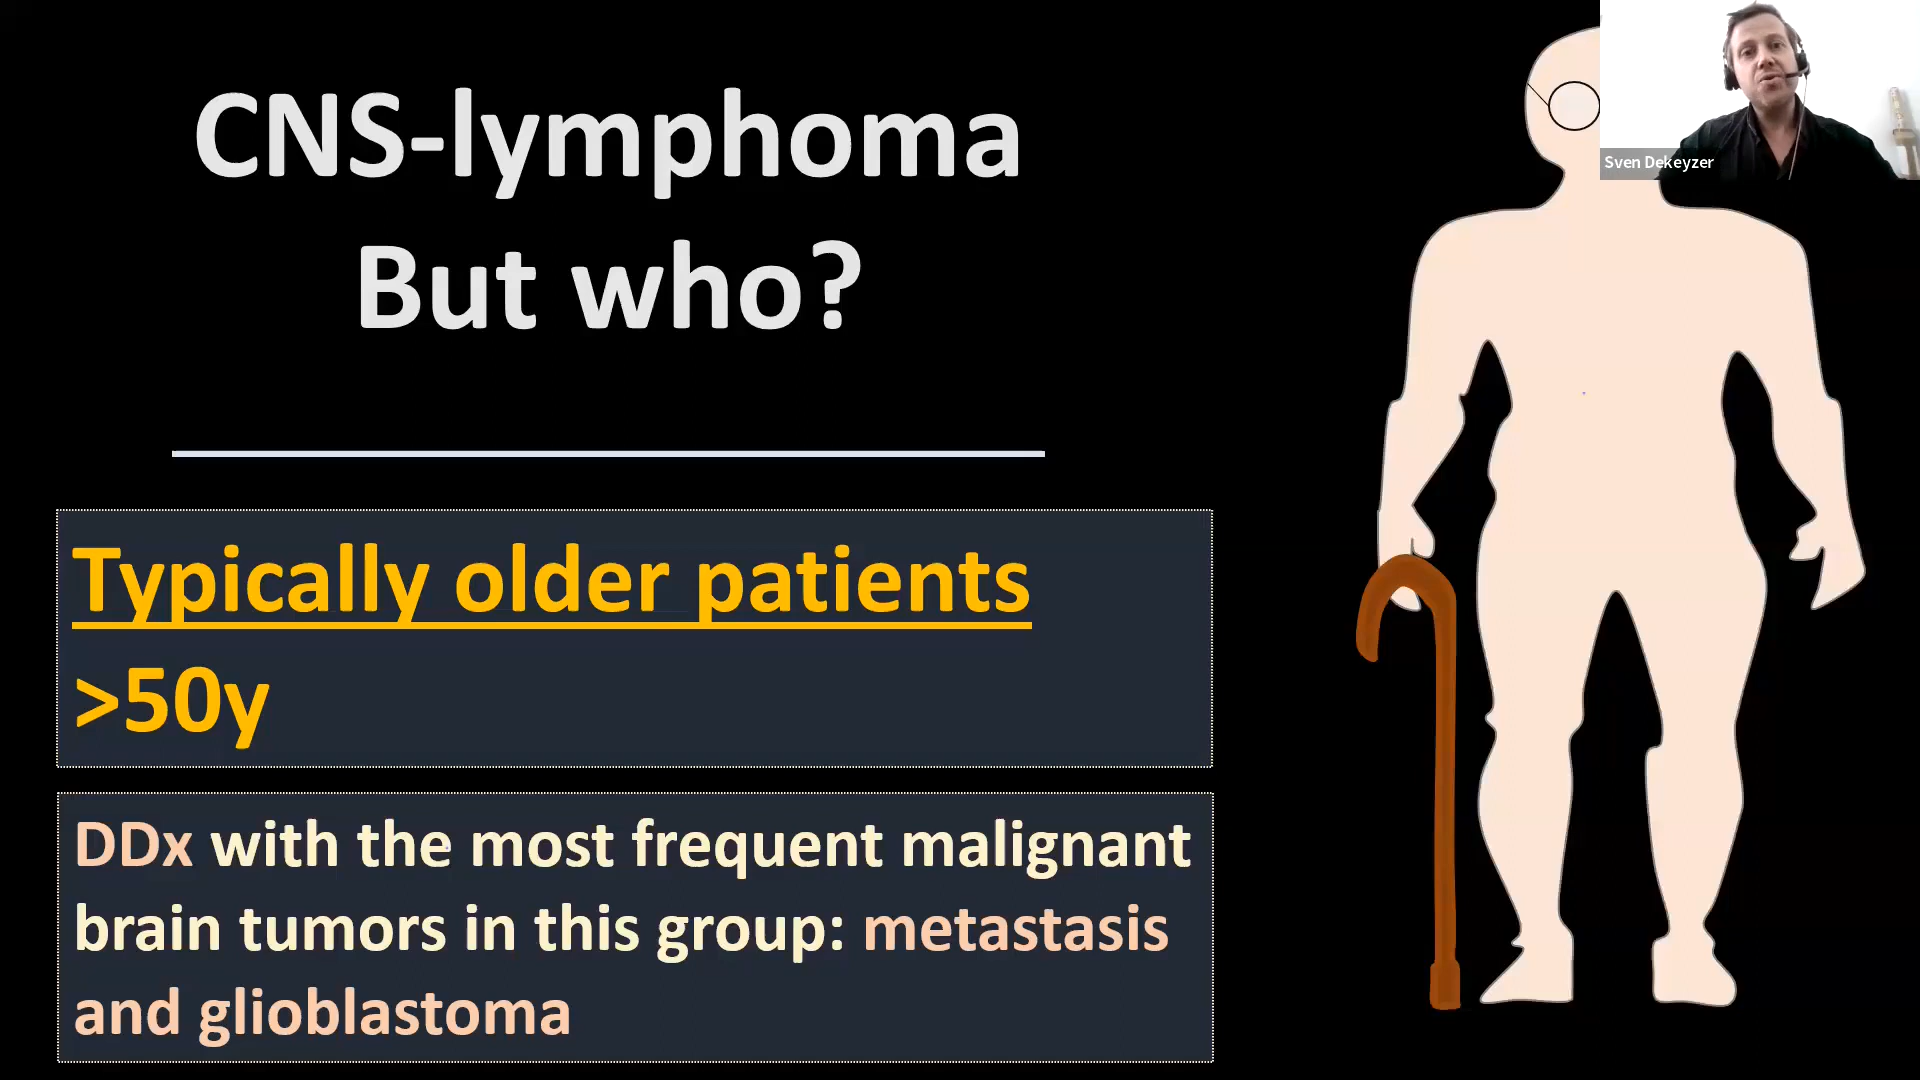 CNS-lymphoma
But who?
Sven Dekeyzer
Typically older patients
>50y
DDx with the most frequent malignant
brain tumors in this group: metastasis
and glioblastoma